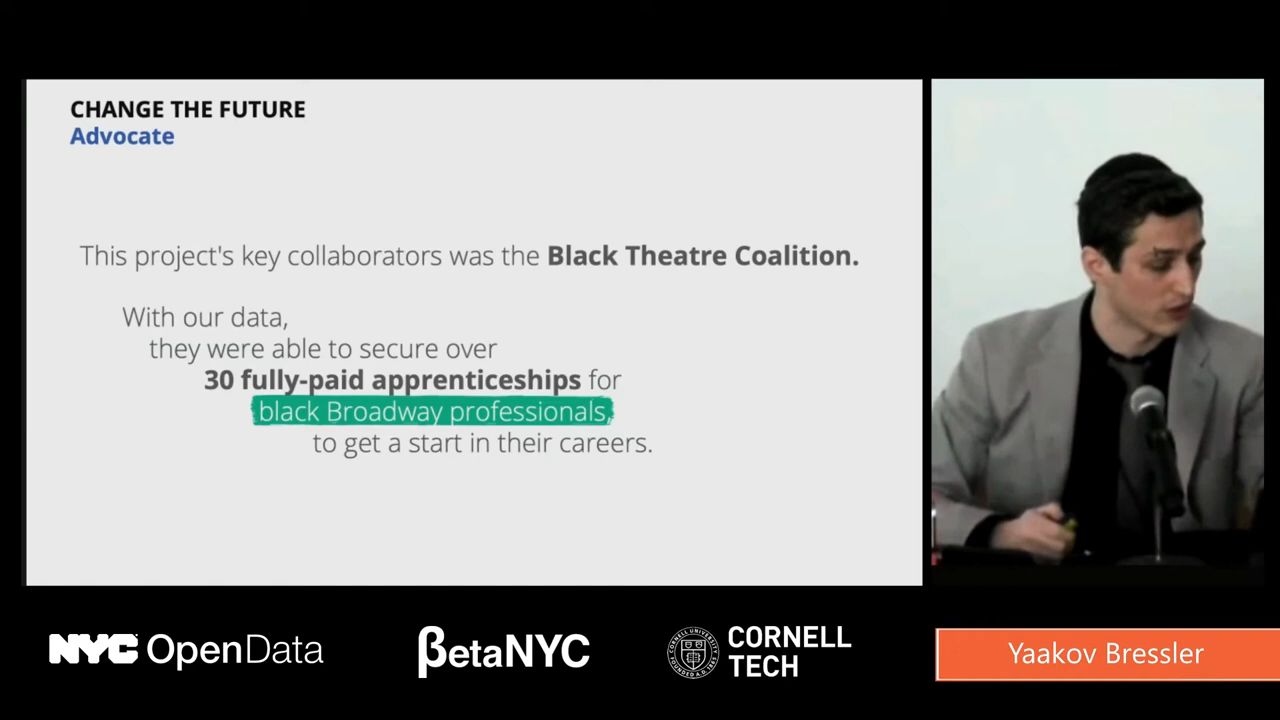 CHANGE THE FUTURE
Advocate
This project's key collaborators was the Black Theatre Coalition.
With our data,
they were able to secure over
30 fully-paid apprenticeships for
black Broadway professionals,
to get a start in their careers.
NYC OpenData
βetaNYC
CORNELL
TECH
Yaakov Bressler